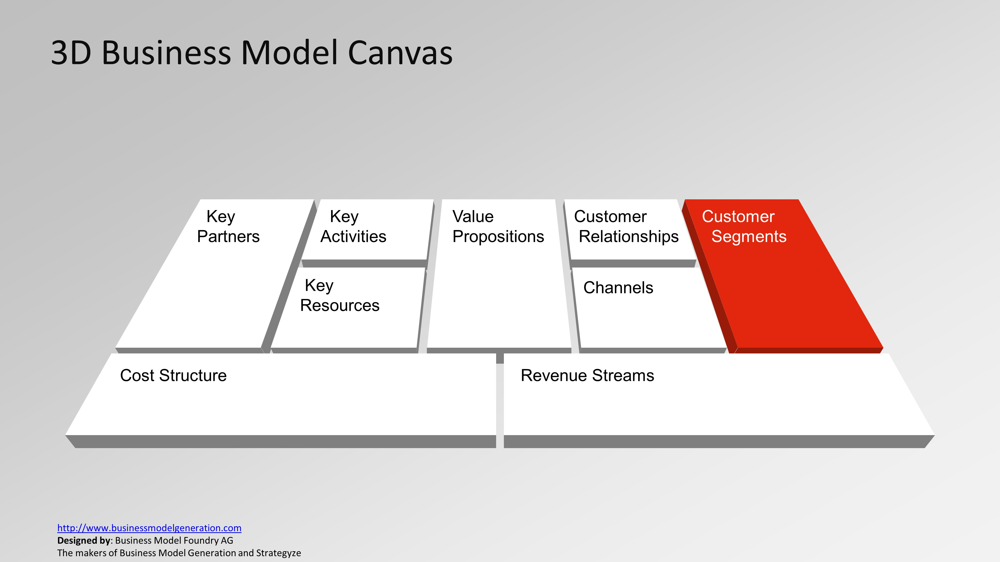 3D Business Model Canvas
Key
Partners
Key
Activities
Key
Resources
Value
Propositions
Customer
Relationships
Channels
Customer
Segments
Cost Structure
Revenue Streams
http://www.businessmodelgeneration.com
Designed by: Business Model Foundry AG
The makers of Business Model Generation and Strategyze